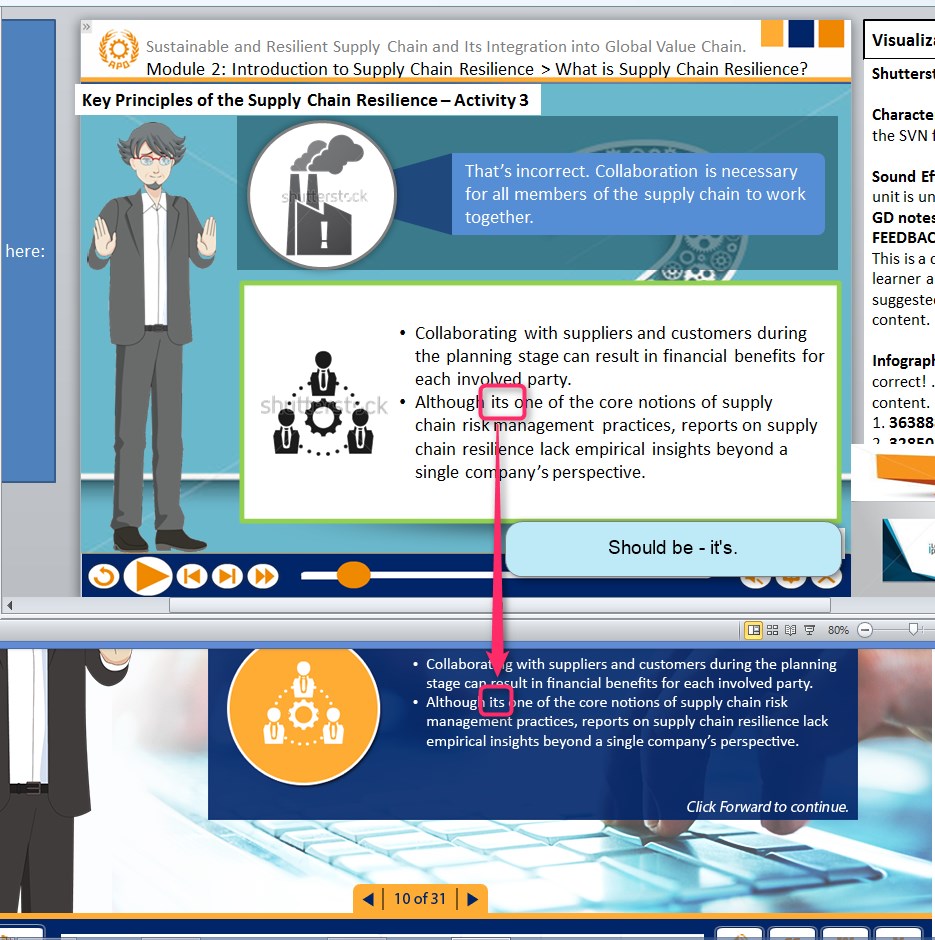 »
Sustainable and Resilient Supply Chain and Its Integration into Global Value Chain.
Module 2: Introduction to Supply Chain Resilience > What is Supply Chain Resilience?
APO
Key Principles of the Supply Chain Resilience – Activity 3
That's incorrect. Collaboration is necessary
for all members of the supply chain to work
together.
shutterstock
!
here:
• Collaborating with suppliers and customers during
the planning stage can result in financial benefits for
each involved party.
• Although its one of the core notions of supply
chain risk management practices, reports on supply
chain resilience lack empirical insights beyond a
single company's perspective.
shutterstock
Should be - it's.
Visualiza
Shutterst
Characte
the SVN f
Sound Ef
unit is un
GD notes
FEEDBAC
This is a c
learner a
suggested
content.
Infograph
correct! .
content.
1. 36388
2. 32850
80%
• Collaborating with suppliers and customers during the planning
stage can result in financial benefits for each involved party.
• Although its one of the core notions of supply chain risk
management practices, reports on supply chain resilience lack
empirical insights beyond a single company's perspective.
Click Forward to continue.
10 of 31